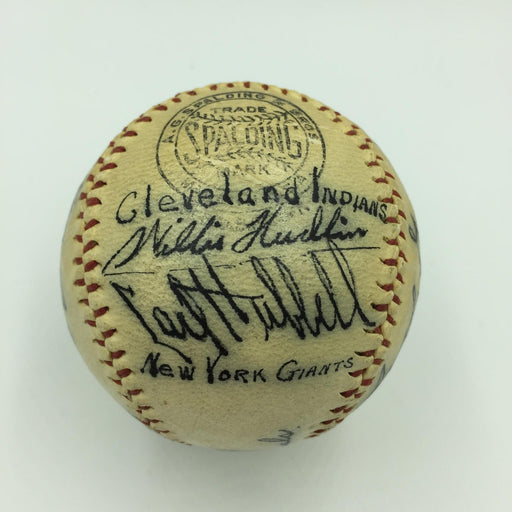 A.G. SPALDING & BROS
TRADE
SPALDING
MARK
Cleveland INDIANS
Willis Hudlin
Carl Hubbell
New York GIANTS